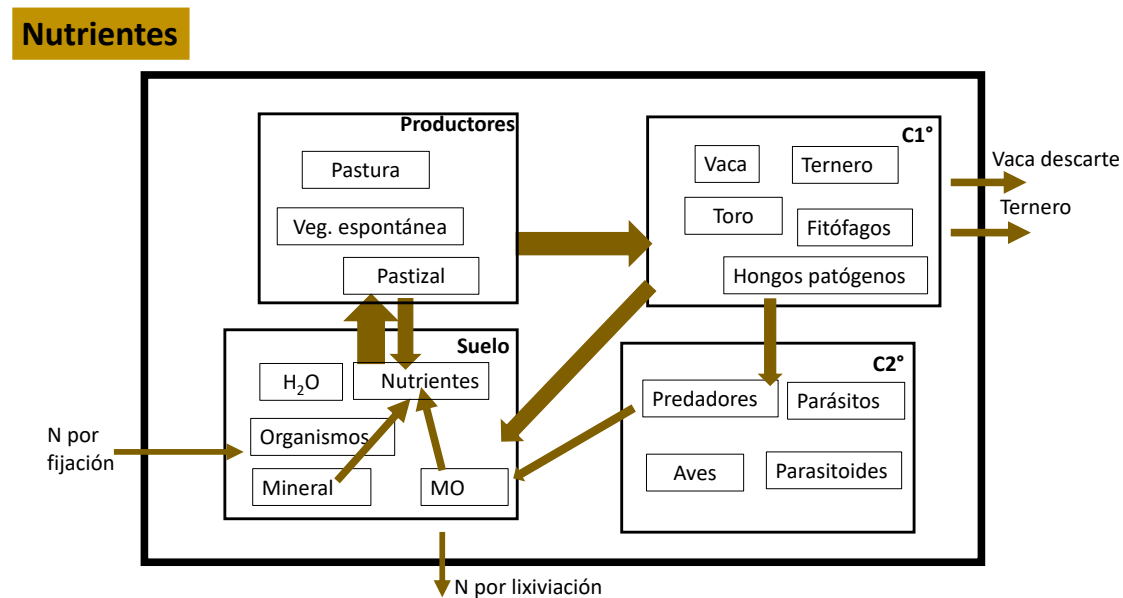 Nutrientes
Productores
Pastura
Veg. espontánea
Pastizal
C1°
Vaca
Ternero
Toro
Fitófagos
Hongos patógenos
Vaca descarte
Ternero
Suelo
H₂O
Nutrientes
Organismos
Mineral
MO
C2°
Predadores
Parásitos
Aves
Parasitoides
N por
fijación
N por lixiviación